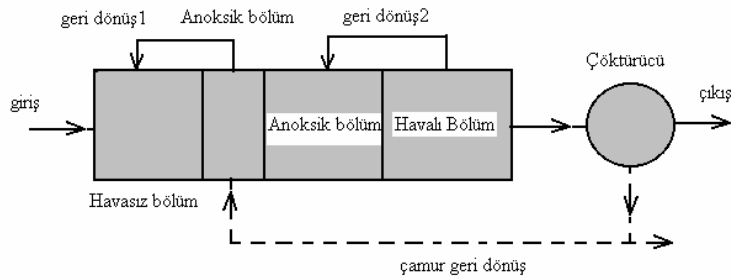 geri dönüş1
Anoksik bölüm
geri dönüş2
Çöktürücü
giriş
çıkış
Anoksik bölüm
Havalı Bölüm
Havasız bölüm
çamur geri dönüş